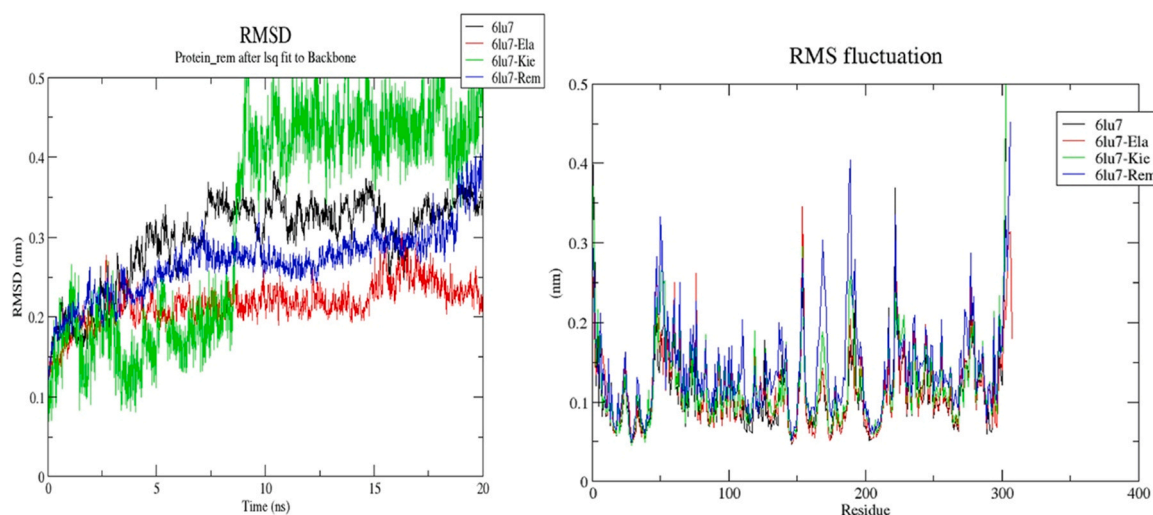 RMSD
Protein_rem after lsq fit to Backbone
6lu7
6lu7-Ela
6lu7-Kie
6lu7-Rem
0.5
0.4
0.3
0.2
0.1
0
RMSD (nm)
0 5 10 15 20
Time (ns)
RMS fluctuation
6lu7
6lu7-Ela
6lu7-Kie
6lu7-Rem
0.5
0.4
0.3
0.2
0.1
0
(nm)
0 100 200 300 400
Residue